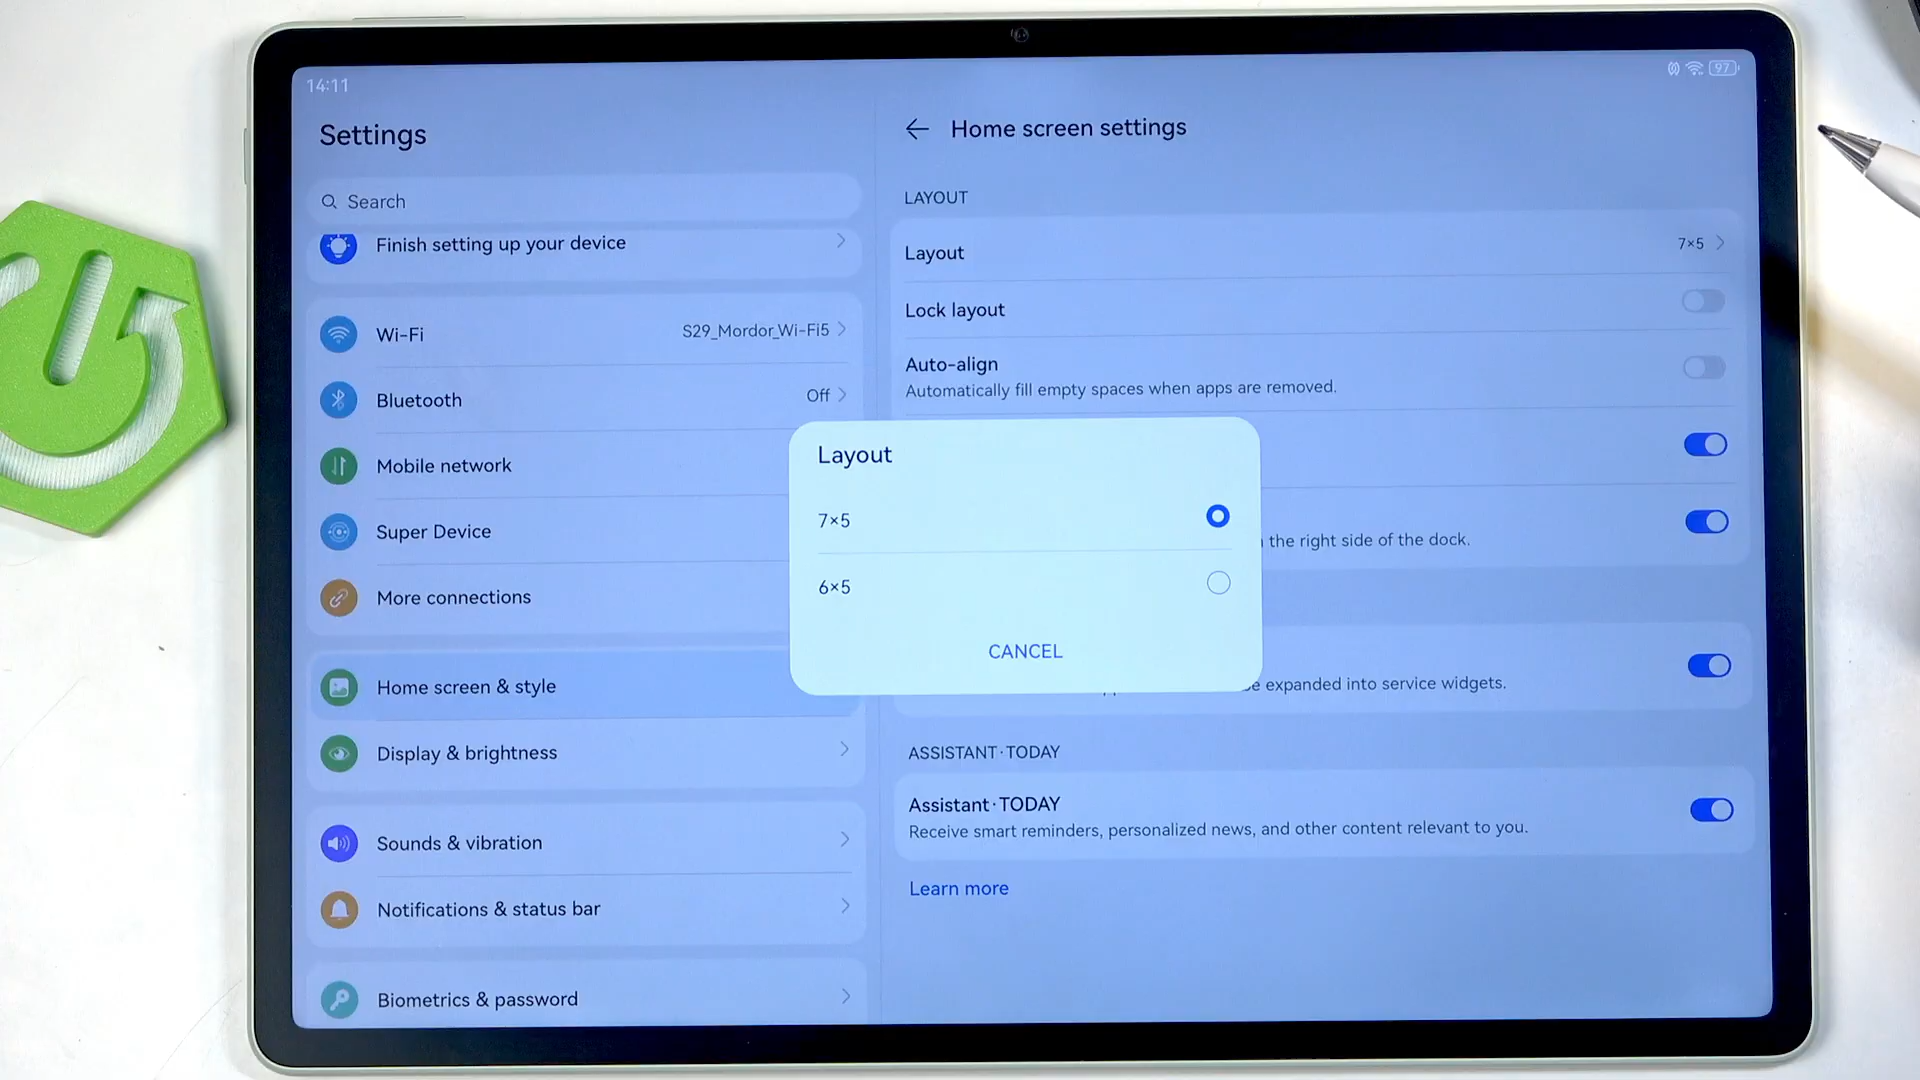 14:11
97
Settings
Search
Finish setting up your device
Wi-Fi
S29_Mordor_Wi-Fi5
Bluetooth
Off
Mobile network
Super Device
More connections
Home screen & style
Display & brightness
Sounds & vibration
Notifications & status bar
Biometrics & password
Home screen settings
LAYOUT
Layout
7×5
Lock layout
Auto-align
Automatically fill empty spaces when apps are removed.
the right side of the dock.
expanded into service widgets.
Layout
7×5
6×5
CANCEL
ASSISTANT·TODAY
Assistant·TODAY
Receive smart reminders, personalized news, and other content relevant to you.
Learn more